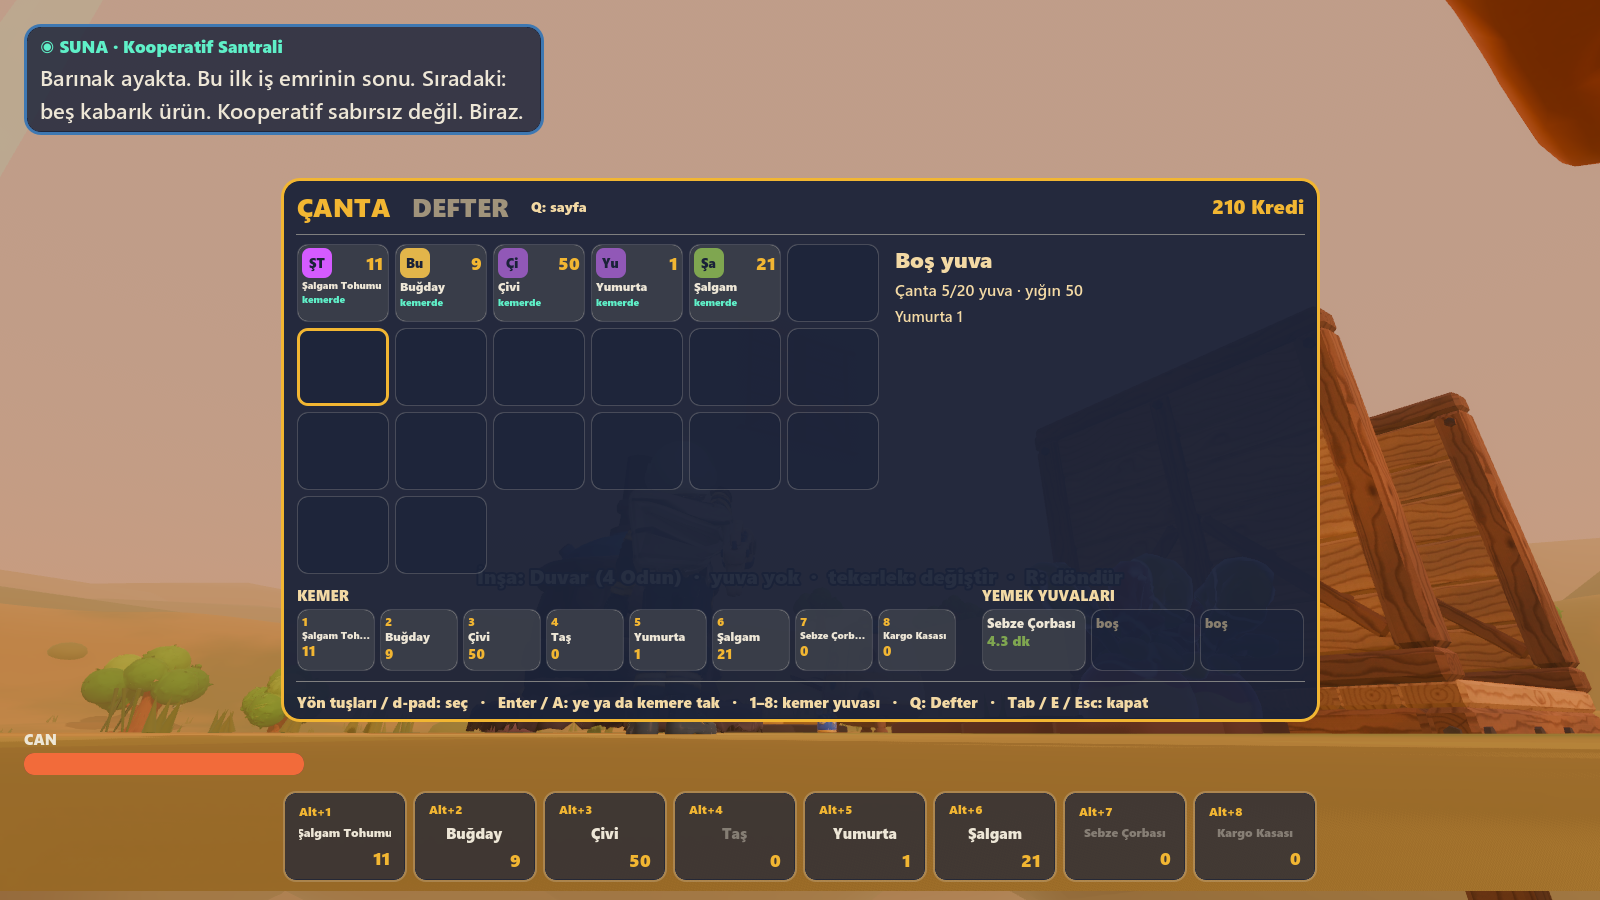 ◉ SUNA · Kooperatif Santrali
Barınak ayakta. Bu ilk iş emrinin sonu. Sıradaki:
beş kabarık ürün. Kooperatif sabırsız değil. Biraz.
ÇANTA DEFTER Q: sayfa 210 Kredi
ŞT 11 Bu 9 Çi 50 Yu 1 Şa 21
Şalgam Tohumu Buğday Çivi Yumurta Şalgam
kemerde kemerde kemerde kemerde kemerde
Boş yuva
Çanta 5/20 yuva · yığın 50
Yumurta 1
İnşa: Duvar (4 Odun) · yuva yok · tekerlek: değiştir · R: döndür
KEMER YEMEK YUVALARI
1 2 3 4 5 6 7 8
Şalgam Toh... Buğday Çivi Taş Yumurta Şalgam Sebze Çorb... Kargo Kasası
11 9 50 0 1 21 0 0
Sebze Çorbası boş boş
4.3 dk
Yön tuşları / d-pad: seç · Enter / A: ye ya da kemere tak · 1–8: kemer yuvası · Q: Defter · Tab / E / Esc: kapat
CAN
Alt+1 Alt+2 Alt+3 Alt+4 Alt+5 Alt+6 Alt+7 Alt+8
Şalgam Tohumu Buğday Çivi Taş Yumurta Şalgam Sebze Çorbası Kargo Kasası
11 9 50 0 1 21 0 0